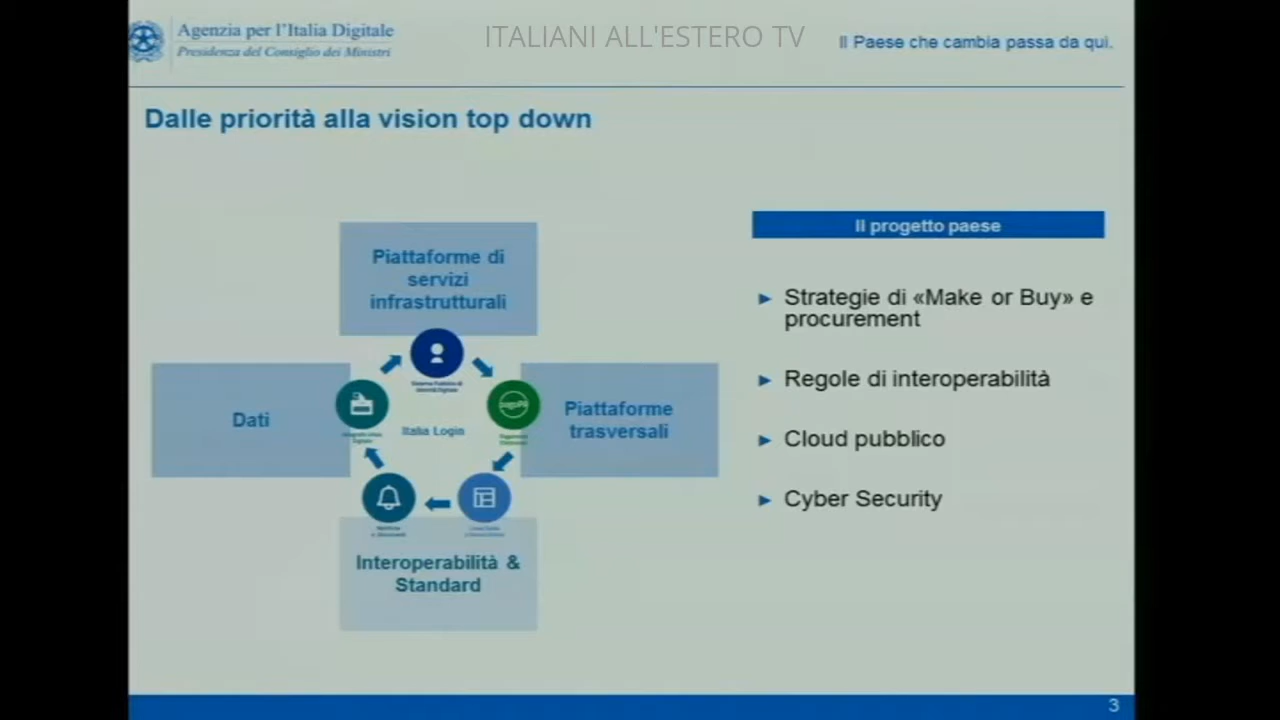 Agenzia per l'Italia Digitale
Presidenza del Consiglio dei Ministri
ITALIANI ALL'ESTERO TV
Il Paese che cambia passa da qui.
Dalle priorità alla vision top down
Piattaforme di
servizi
infrastrutturali
Dati
Italia Login
Piattaforme
trasversali
Interoperabilità &
Standard
Il progetto paese
► Strategie di «Make or Buy» e
procurement
► Regole di interoperabilità
► Cloud pubblico
► Cyber Security
3